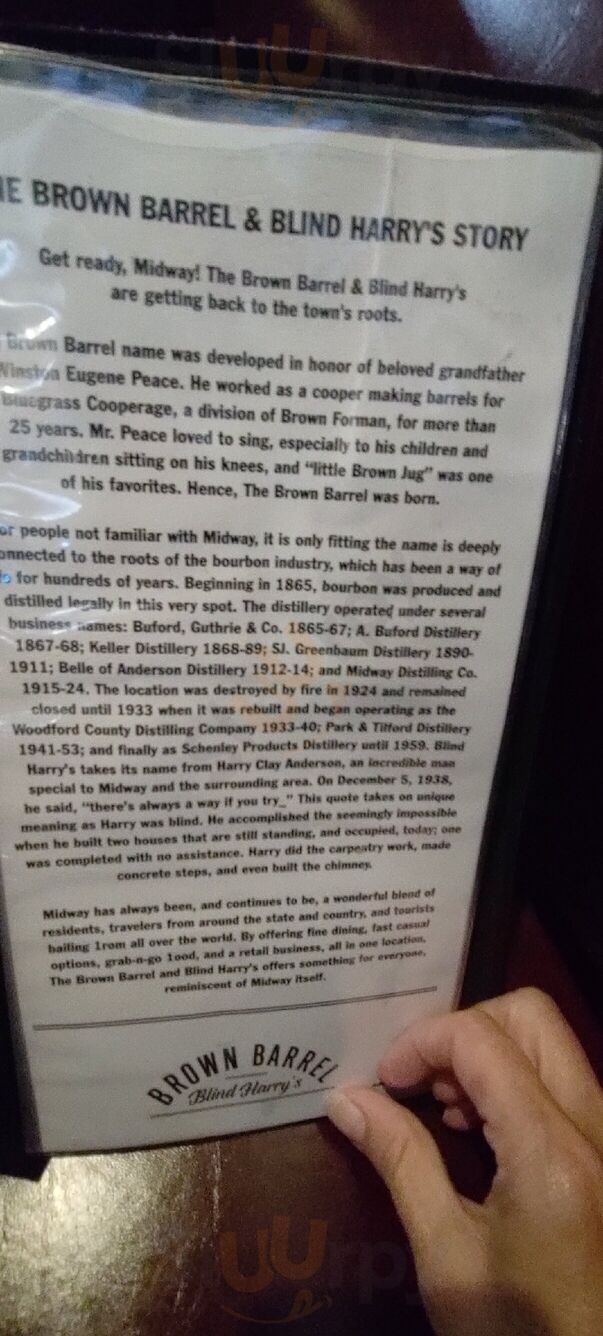 E BROWN BARREL & BLIND HARRY'S STORY
Get ready, Midway! The Brown Barrel & Blind Harry's
are getting back to the town's roots.
Brown Barrel name was developed in honor of beloved grandfather
Winston Eugene Peace. He worked as a cooper making barrels for
Bluegrass Cooperage, a division of Brown Forman, for more than
25 years. Mr. Peace loved to sing, especially to his children and
grandchildren sitting on his knees, and "little Brown Jug" was one
of his favorites. Hence, The Brown Barrel was born.
or people not familiar with Midway, it is only fitting the name is deeply
onnected to the roots of the bourbon industry, which has been a way of
for hundreds of years. Beginning in 1865, bourbon was produced and
distilled legally in this very spot. The distillery operated under several
business names: Buford, Guthrie & Co. 1865-67; A. Buford Distillery
1867-68; Keller Distillery 1868-89; SJ. Greenbaum Distillery 1890-
1911; Belle of Anderson Distillery 1912-14; and Midway Distilling Co.
1915-24. The location was destroyed by fire in 1924 and remained
closed until 1933 when it was rebuilt and began operating as the
Woodford County Distilling Company 1933-40; Park & Tilford Distillery
1941-53; and finally as Schenley Products Distillery until 1959. Blind
Harry's takes its name from Harry Clay Anderson, an incredible man
special to Midway and the surrounding area. On December 5, 1938,
he said, "there's always a way if you try_" This quote takes on unique
meaning as Harry was blind. He accomplished the seemingly impossible
when he built two houses that are still standing, and occupied, today; one
was completed with no assistance. Harry did the carpeatry work, made
concrete steps, and even built the chimney.
Midway has always been, and continues to be, a wonderful blend of
residents, travelers from around the state and country, and tourists
hailing 1rom all over the world. By offering fine dining, fast casual
options, grab-n-go 1ood, and a retail business, all in one location,
The Brown Barrel and Blind Harry's offers something for everyone,
reminiscent of Midway itself.
BROWN BARREL
Blind Harry's